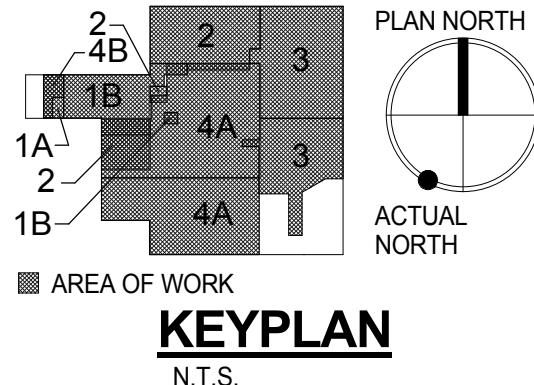 2
4B
1B
1A
2
1B
2
3
4A
3
4A
PLAN NORTH
ACTUAL
NORTH
AREA OF WORK
KEYPLAN
N.T.S.